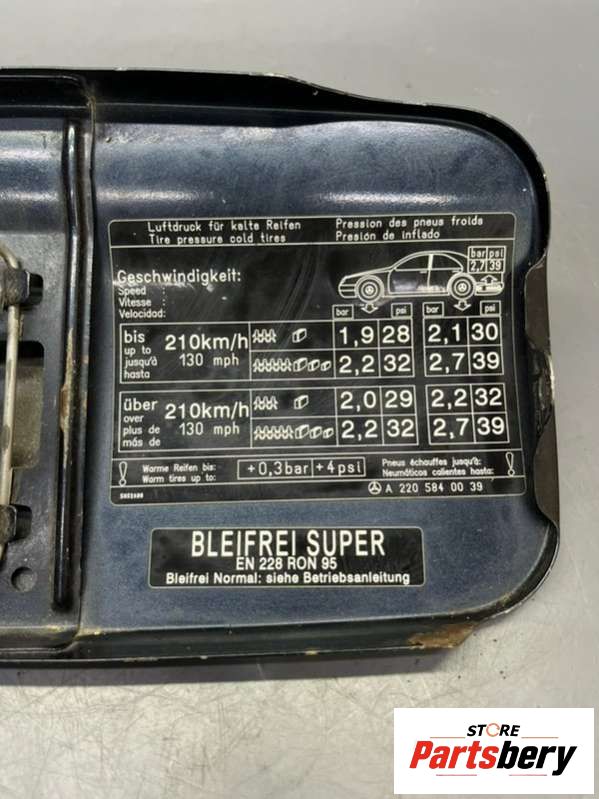 Luftdruck für kalte Reifen Pression des pneus froids
Tire pressure cold tires Presión de inflado
bar psi
2,7 39
Geschwindigkeit:
Speed :
Vitesse :
Velocidad:
bar psi bar psi
bis 210km/h 1,9 28 2,1 30
up to 130 mph
jusqu'à
hasta 2,2 32 2,7 39
über 210km/h 2,0 29 2,2 32
over 130 mph
plus de
más de 2,2 32 2,7 39
! Warme Reifen bis: +0,3bar +4psi Pneus échauffes jusqu'à: !
Warm tires up to: Neumáticos calientes hasta:
A 220 584 00 39
BLEIFREI SUPER
EN 228 RON 95
Bleifrei Normal: siehe Betriebsanleitung
STORE
Partsbery